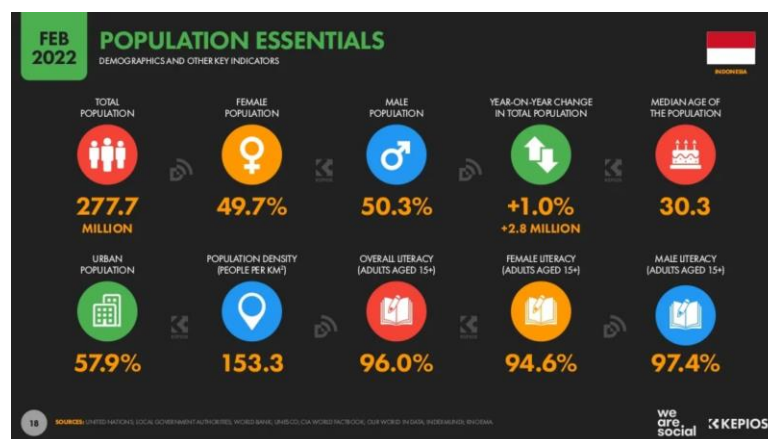 FEB
2022
POPULATION ESSENTIALS
DEMOGRAPHICS AND OTHER KEY INDICATORS
INDONESIA
TOTAL
POPULATION
277.7
MILLION
FEMALE
POPULATION
49.7%
MALE
POPULATION
50.3%
YEAR-ON-YEAR CHANGE
IN TOTAL POPULATION
+1.0%
+2.8 MILLION
MEDIAN AGE OF
THE POPULATION
30.3
URBAN
POPULATION
57.9%
POPULATION DENSITY
(PEOPLE PER KM²)
153.3
OVERALL LITERACY
(ADULTS AGED 15+)
96.0%
FEMALE LITERACY
(ADULTS AGED 15+)
94.6%
MALE LITERACY
(ADULTS AGED 15+)
97.4%
18
SOURCES: UNITED NATIONS; LOCAL GOVERNMENT AUTHORITIES; WORLD BANK; UNESCO; CIA WORLD FACTBOOK; OUR WORLD IN DATA; INDEXMUNDI; KNOEMA.
we
are.
social
KEPIOS